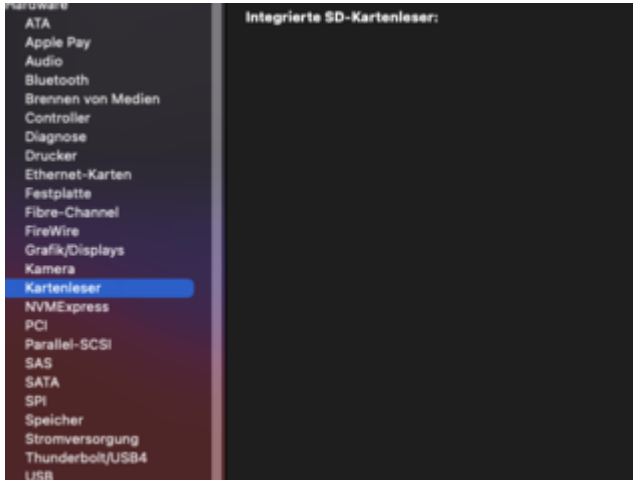 Hardware
ATA
Apple Pay
Audio
Bluetooth
Brennen von Medien
Controller
Diagnose
Drucker
Ethernet-Karten
Festplatte
Fibre-Channel
FireWire
Grafik/Displays
Kamera
Kartenleser
NVMExpress
PCI
Parallel-SCSI
SAS
SATA
SPI
Speicher
Stromversorgung
Thunderbolt/USB4
USB
Integrierte SD-Kartenleser: